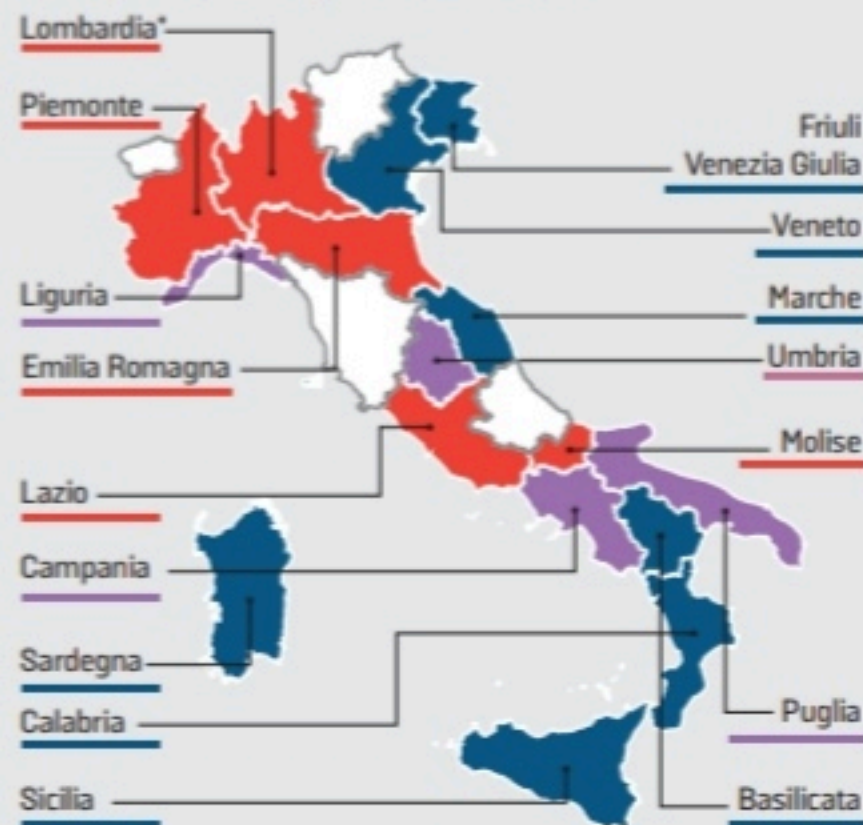 Lombardia*
Piemonte
Friuli
Venezia Giulia
Veneto
Liguria
Marche
Emilia Romagna
Umbria
Molise
Lazio
Campania
Sardegna
Calabria
Puglia
Sicilia
Basilicata